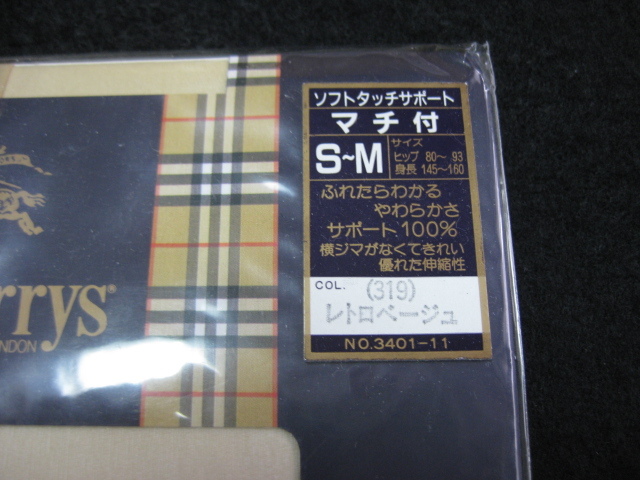 ソフトタッチサポート
マチ付
S~M
サイズ
ヒップ 80~ 93
身長 145~160
ふれたらわかる
やわらかさ
サポート100%
横ジマがなくてきれい
優れた伸縮性
COL.
(319)
レトロベージュ
NO.3401-11
rrys®
ONDON